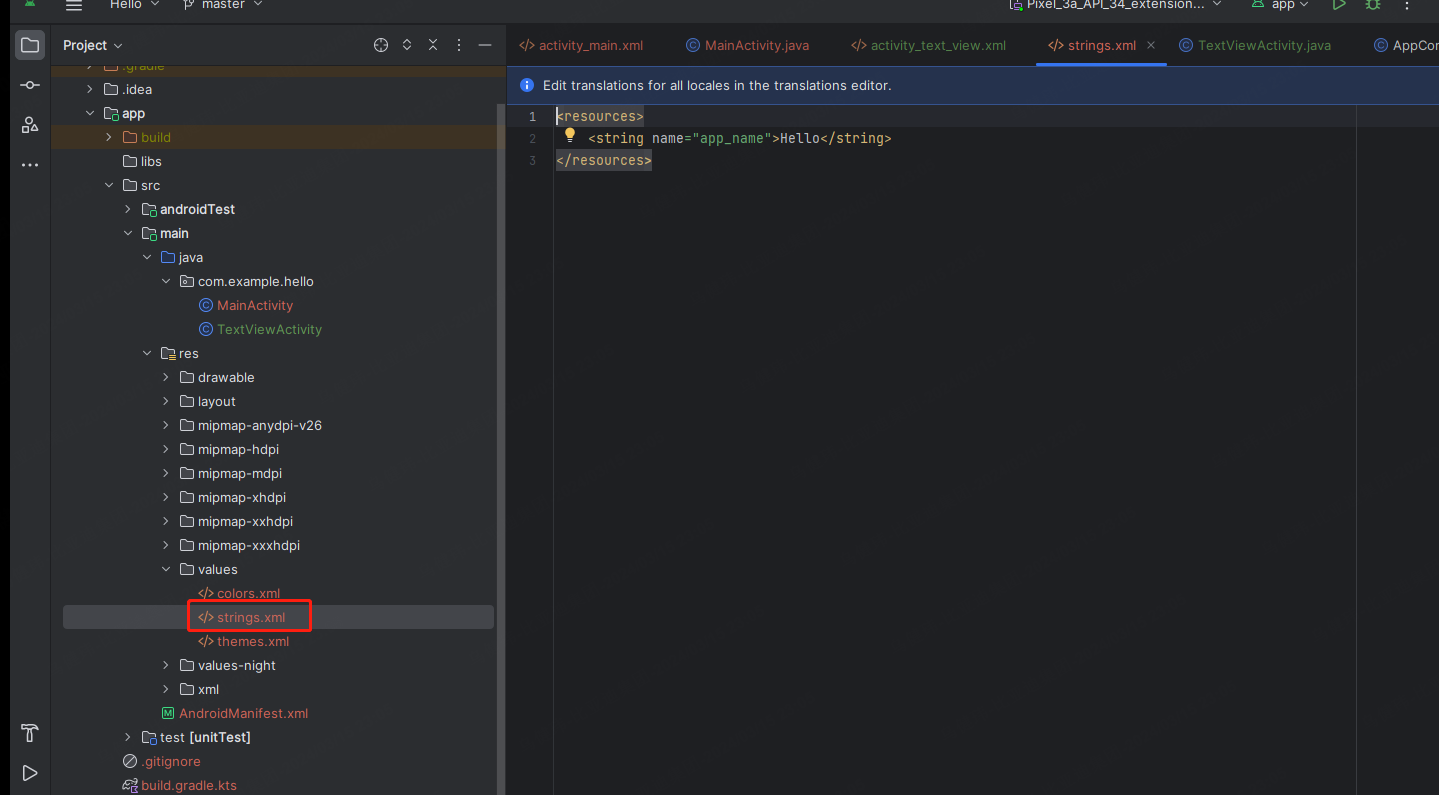 Hello master Pixel_3a_API_34_extension... app
Project
activity_main.xml MainActivity.java activity_text_view.xml strings.xml TextViewActivity.java AppCor
Edit translations for all locales in the translations editor.
.gradle
.idea
app
build
libs
src
androidTest
main
java
com.example.hello
MainActivity
TextViewActivity
res
drawable
layout
mipmap-anydpi-v26
mipmap-hdpi
mipmap-mdpi
mipmap-xhdpi
mipmap-xxhdpi
mipmap-xxxhdpi
values
colors.xml
strings.xml
themes.xml
values-night
xml
AndroidManifest.xml
test [unitTest]
.gitignore
build.gradle.kts
1 <resources>
2 <string name="app_name">Hello</string>
3 </resources>